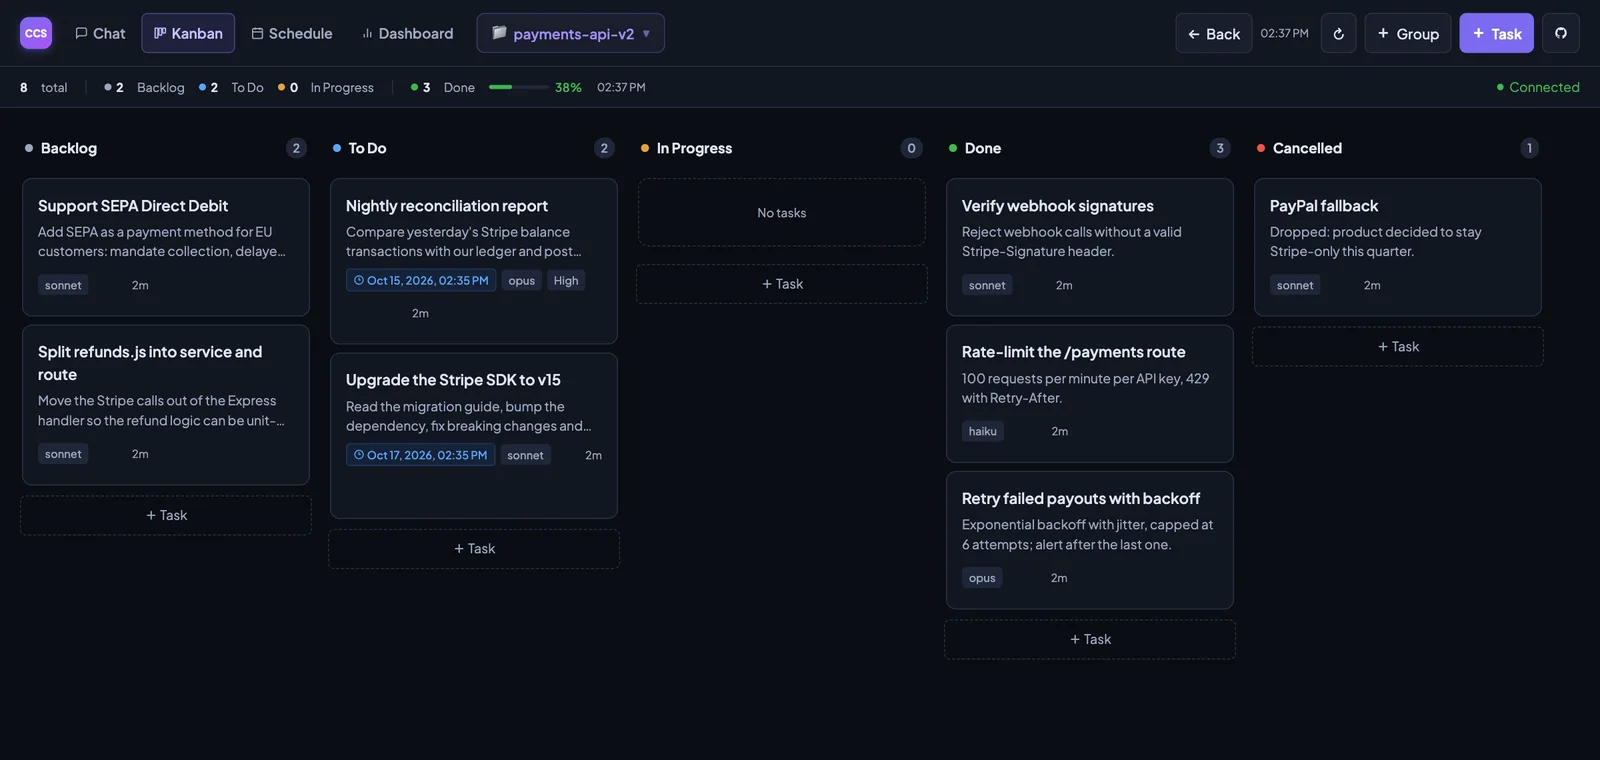 CCS Chat Kanban Schedule Dashboard payments-api-v2 ▼ ← Back 02:37 PM + Group + Task
8 total 2 Backlog 2 To Do 0 In Progress 3 Done 38% 02:37 PM Connected
Backlog 2
Support SEPA Direct Debit
Add SEPA as a payment method for EU
customers: mandate collection, delaye...
sonnet 2m
Split refunds.js into service and
route
Move the Stripe calls out of the Express
handler so the refund logic can be unit-...
sonnet 2m
+ Task
To Do 2
Nightly reconciliation report
Compare yesterday's Stripe balance
transactions with our ledger and post...
Oct 15, 2026, 02:35 PM opus High
2m
Upgrade the Stripe SDK to v15
Read the migration guide, bump the
dependency, fix breaking changes and...
Oct 17, 2026, 02:35 PM sonnet 2m
+ Task
In Progress 0
No tasks
+ Task
Done 3
Verify webhook signatures
Reject webhook calls without a valid
Stripe-Signature header.
sonnet 2m
Rate-limit the /payments route
100 requests per minute per API key, 429
with Retry-After.
haiku 2m
Retry failed payouts with backoff
Exponential backoff with jitter, capped at
6 attempts; alert after the last one.
opus 2m
+ Task
Cancelled 1
PayPal fallback
Dropped: product decided to stay
Stripe-only this quarter.
sonnet 2m
+ Task